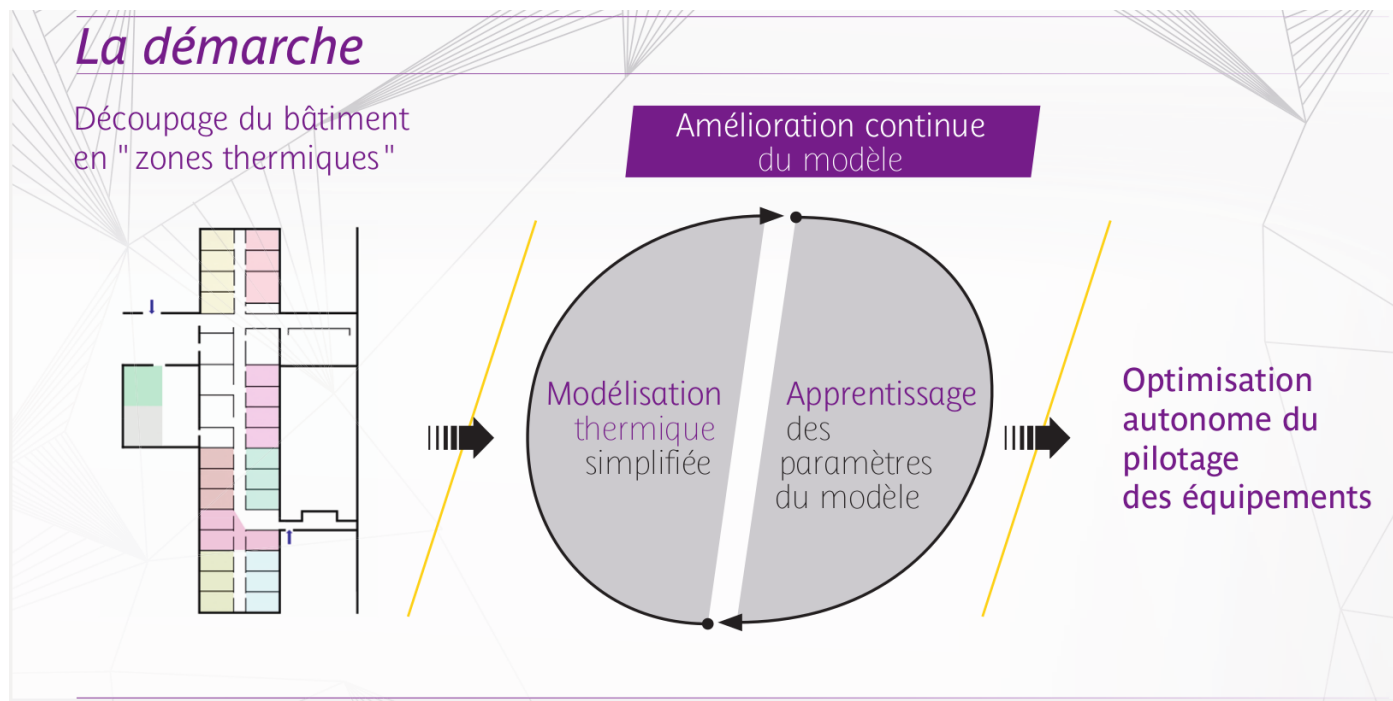 La démarche
Découpage du bâtiment
en "zones thermiques"
Amélioration continue
du modèle
Modélisation
thermique
simplifiée
Apprentissage
des
paramètres
du modèle
Optimisation
autonome du
pilotage
des équipements